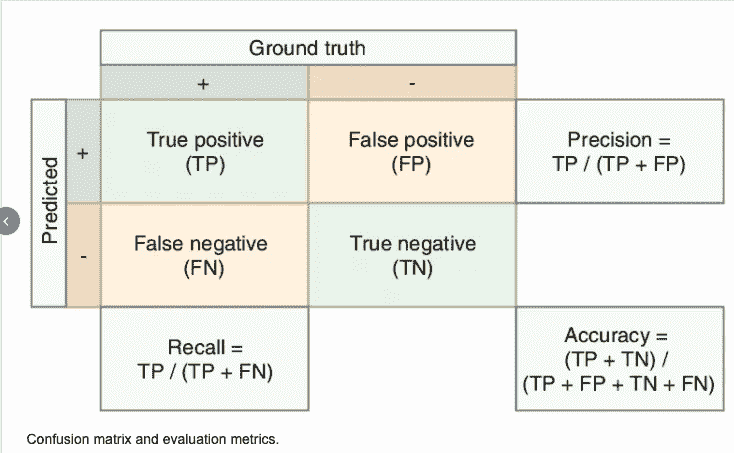 Ground truth
+
-
Predicted
+
True positive
(TP)
False positive
(FP)
Precision =
TP / (TP + FP)
-
False negative
(FN)
True negative
(TN)
Recall =
TP / (TP + FN)
Accuracy =
(TP + TN) /
(TP + FP + TN + FN)
Confusion matrix and evaluation metrics.